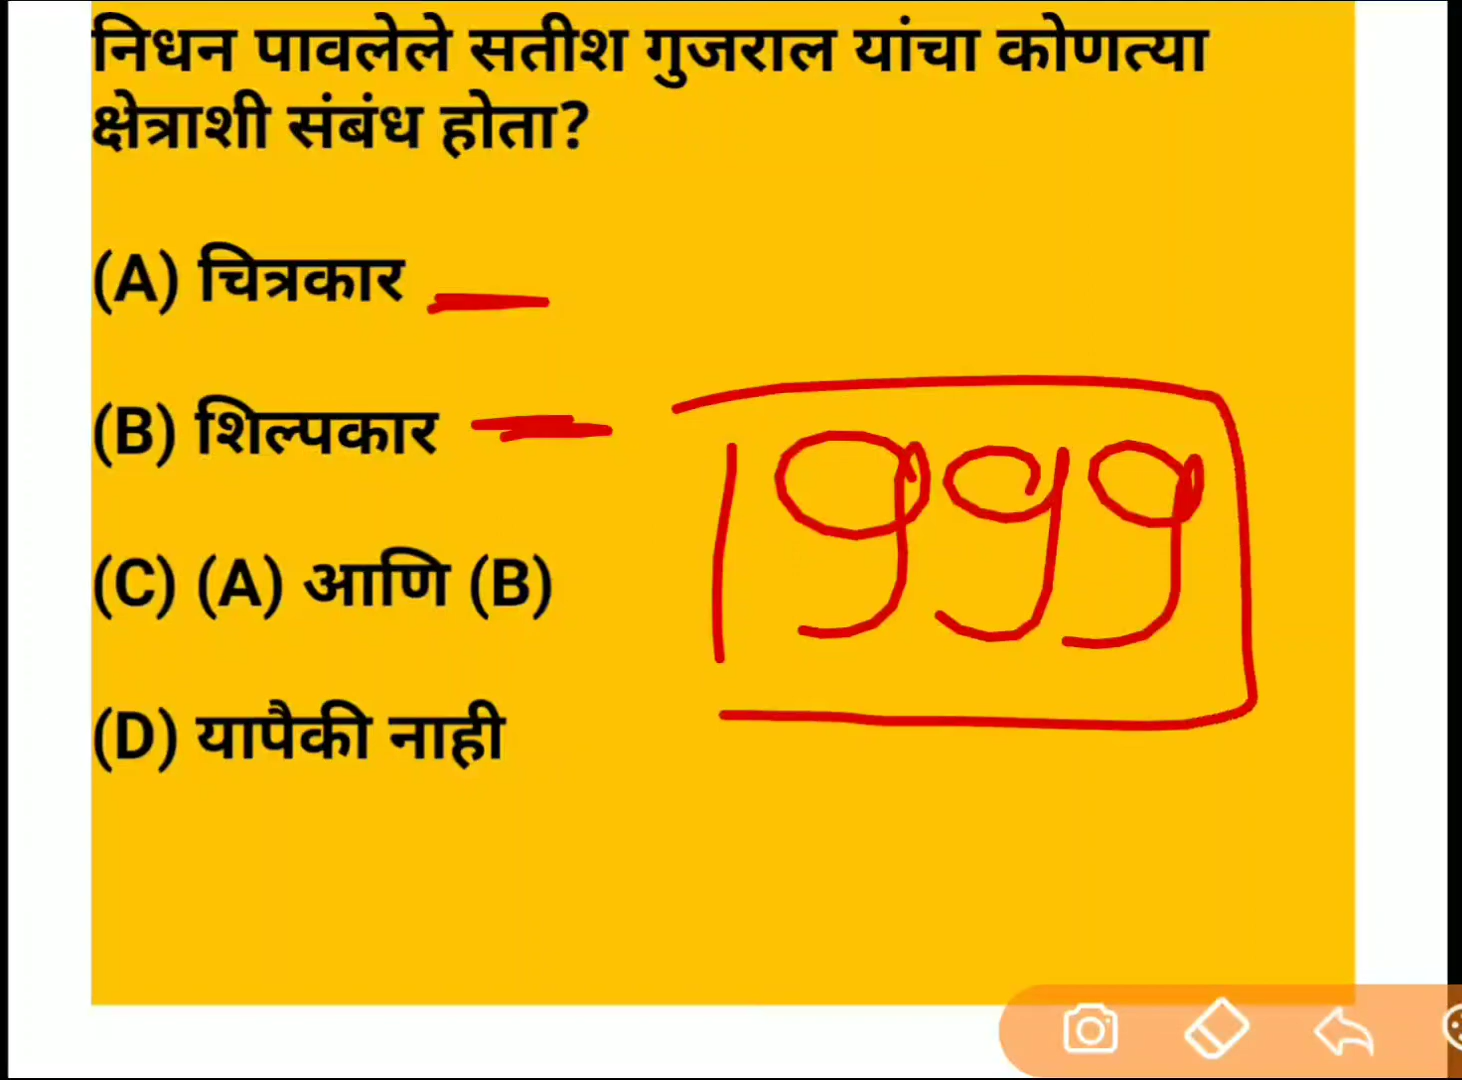 निधन पावलेले सतीश गुजराल यांचा कोणत्या
क्षेत्राशी संबंध होता?
(A) चित्रकार
(B) शिल्पकार
(C) (A) आणि (B)
(D) यापैकी नाही
1999